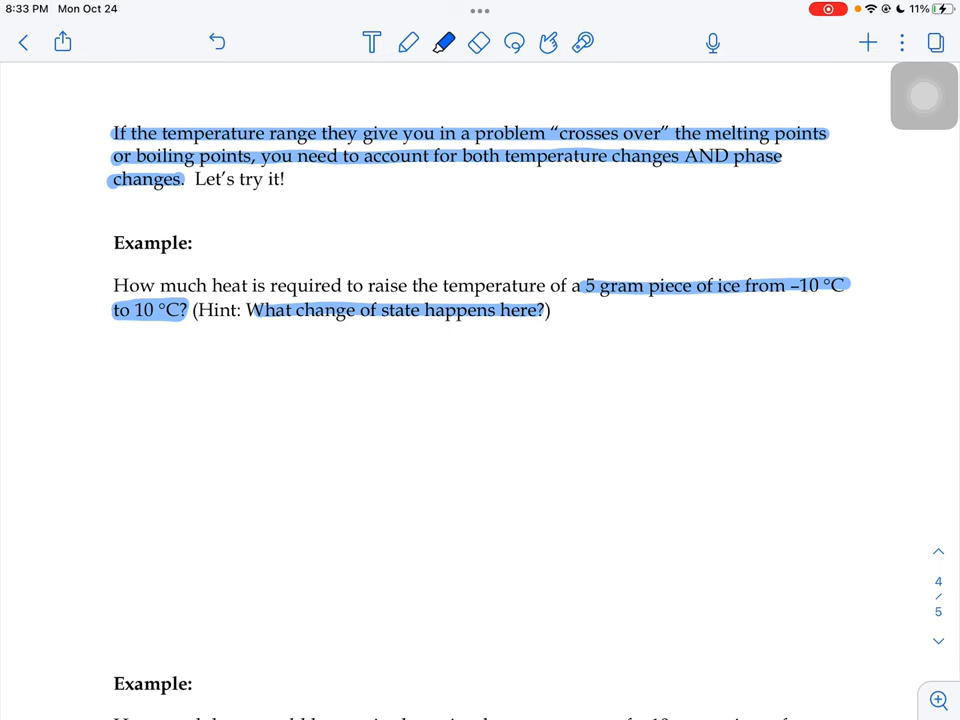 8:33 PM Mon Oct 24
11%
If the temperature range they give you in a problem “crosses over” the melting points
or boiling points, you need to account for both temperature changes AND phase
changes. Let’s try it!
Example:
How much heat is required to raise the temperature of a 5 gram piece of ice from –10 °C
to 10 °C? (Hint: What change of state happens here?)
4
/
5
Example: